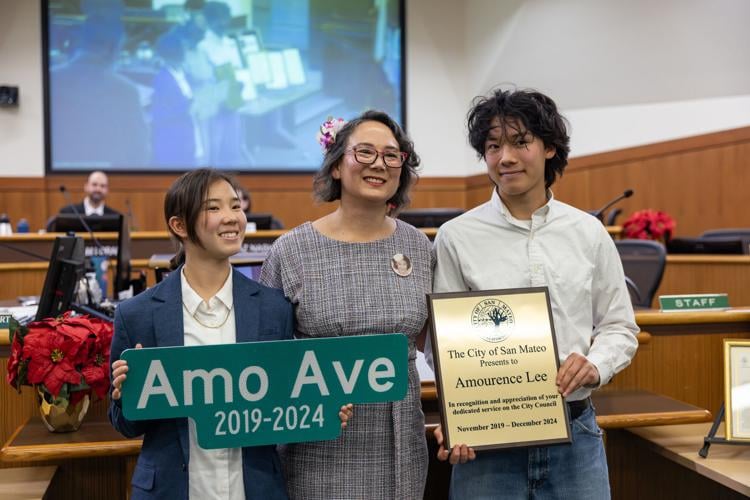 Amo Ave
2019-2024
CITY OF SAN MATEO
The City of San Mateo
Presents to
Amourence Lee
In recognition and appreciation of your
dedicated service on the City Council
November 2019 – December 2024
STAFF